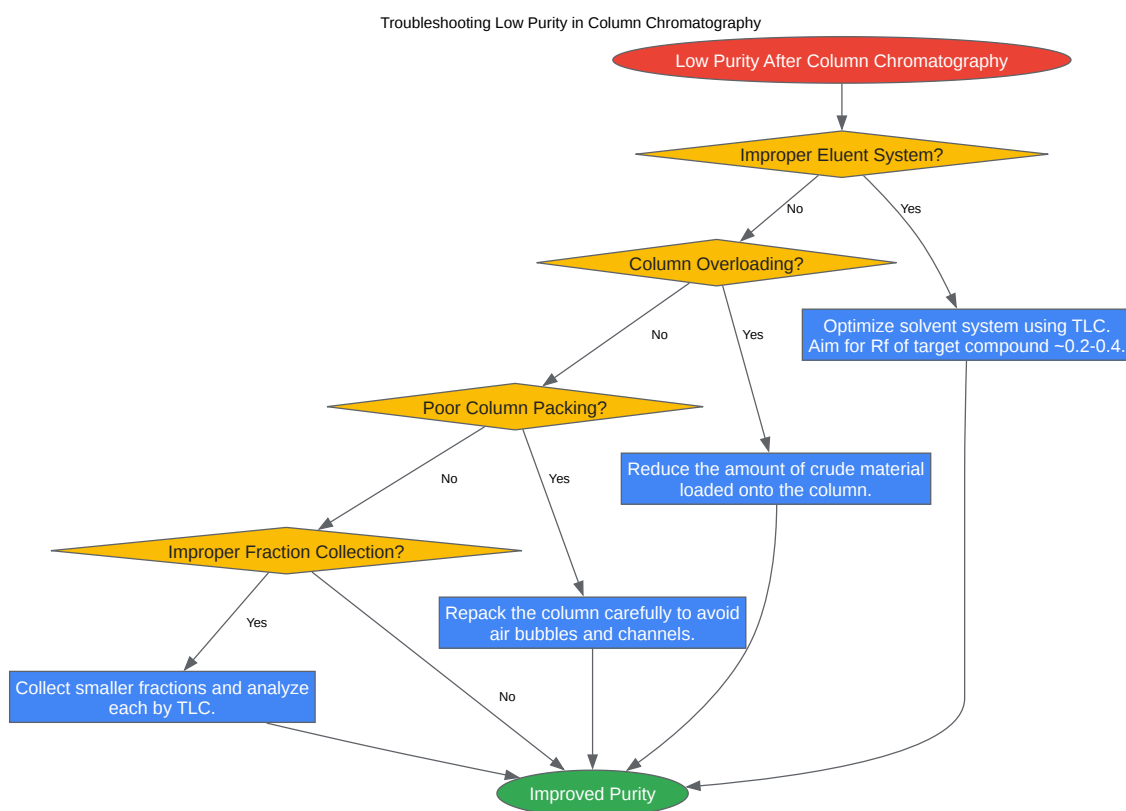 Troubleshooting Low Purity in Column Chromatography
Low Purity After Column Chromatography
Improper Eluent System?
No
Yes
Column Overloading?
Optimize solvent system using TLC.
Aim for Rf of target compound ~0.2-0.4.
No
Yes
Poor Column Packing?
Reduce the amount of crude material
loaded onto the column.
No
Yes
Improper Fraction Collection?
Repack the column carefully to avoid
air bubbles and channels.
Yes
No
Collect smaller fractions and analyze
each by TLC.
Improved Purity